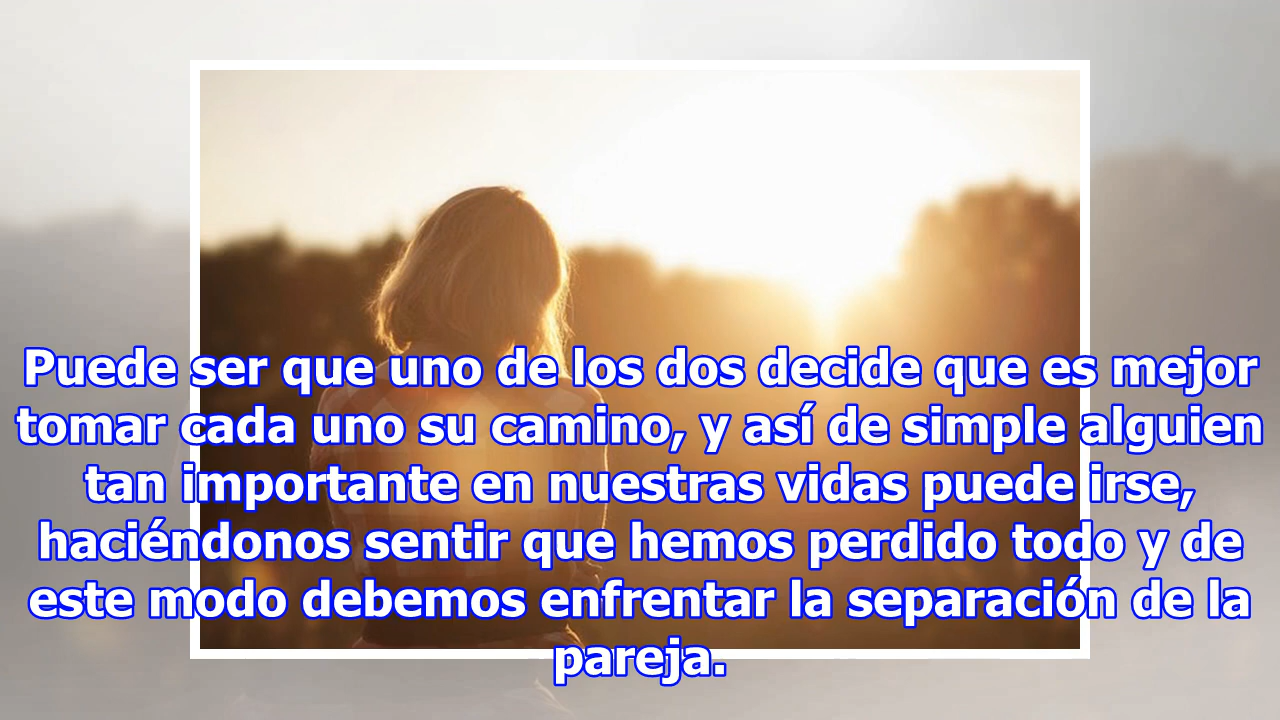 Puede ser que uno de los dos decide que es mejor
tomar cada uno su camino, y así de simple alguien
tan importante en nuestras vidas puede irse,
haciéndonos sentir que hemos perdido todo y de
este modo debemos enfrentar la separación de la
pareja.